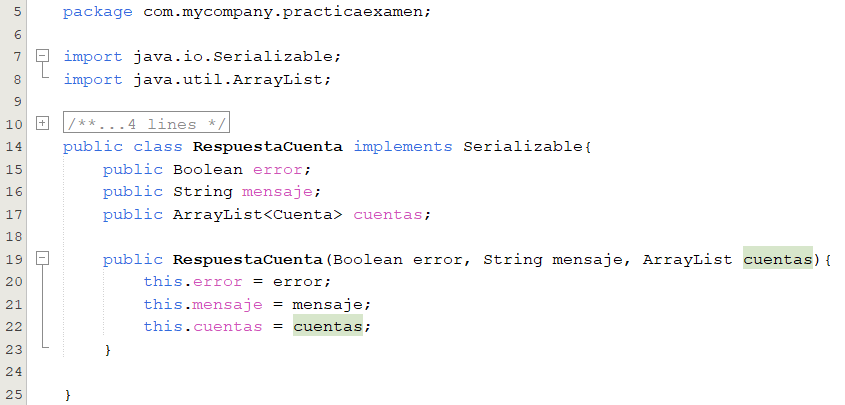 5 package com.mycompany.practicaexamen;
6
7 import java.io.Serializable;
8 import java.util.ArrayList;
9
10 /**...4 lines */
14 public class RespuestaCuenta implements Serializable{
15     public Boolean error;
16     public String mensaje;
17     public ArrayList<Cuenta> cuentas;
18
19     public RespuestaCuenta(Boolean error, String mensaje, ArrayList cuentas){
20         this.error = error;
21         this.mensaje = mensaje;
22         this.cuentas = cuentas;
23     }
24
25 }